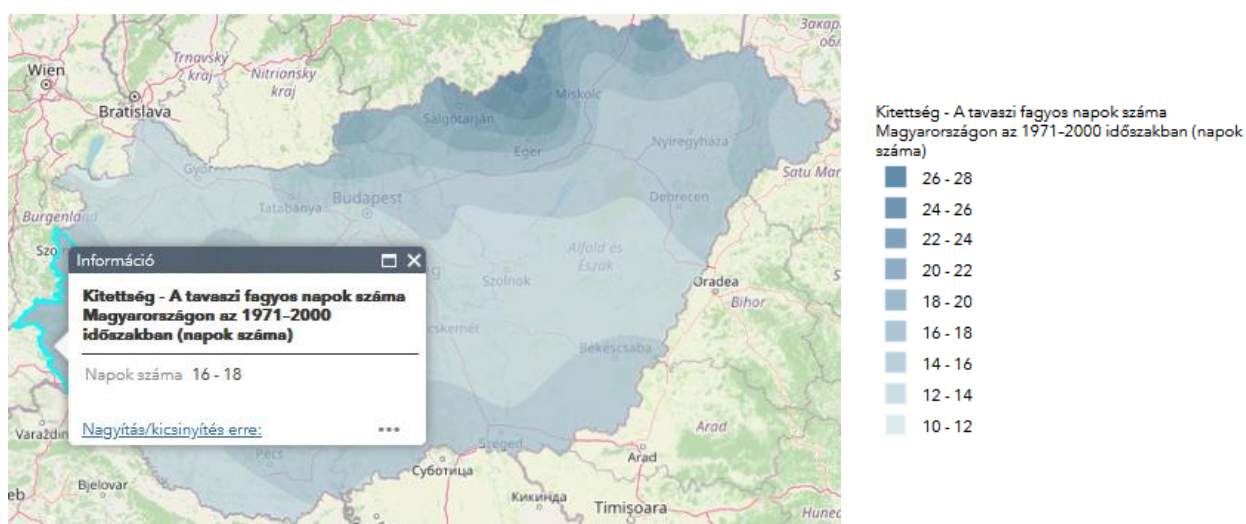 Закар
обл
Trnavský
kraj
Nitriansky
kraj
Wien
Bratislava
Miskolc
Salgótarján
Eger
Nyíregyháza
Satu Mar
Győr
Budapest
Tatabánya
Debrecen
Burgenland
Szo
Alföld és
Észak
Szolnok
Oradea
Bihor
Információ
Kitettség - A tavaszi fagyos napok száma
Magyarországon az 1971–2000
időszakban (napok száma)
Napok száma 16 - 18
Nagyítás/kicsinyítés erre:
cskemét
Békéscsaba
Varaždin
Szeged
Arad
Arad
Pécs
Суботица
Bjelovar
eb
Кикинда
Timișoara
Hune
Kitettség - A tavaszi fagyos napok száma
Magyarországon az 1971–2000 időszakban (napok
száma)
26 - 28
24 - 26
22 - 24
20 - 22
18 - 20
16 - 18
14 - 16
12 - 14
10 - 12